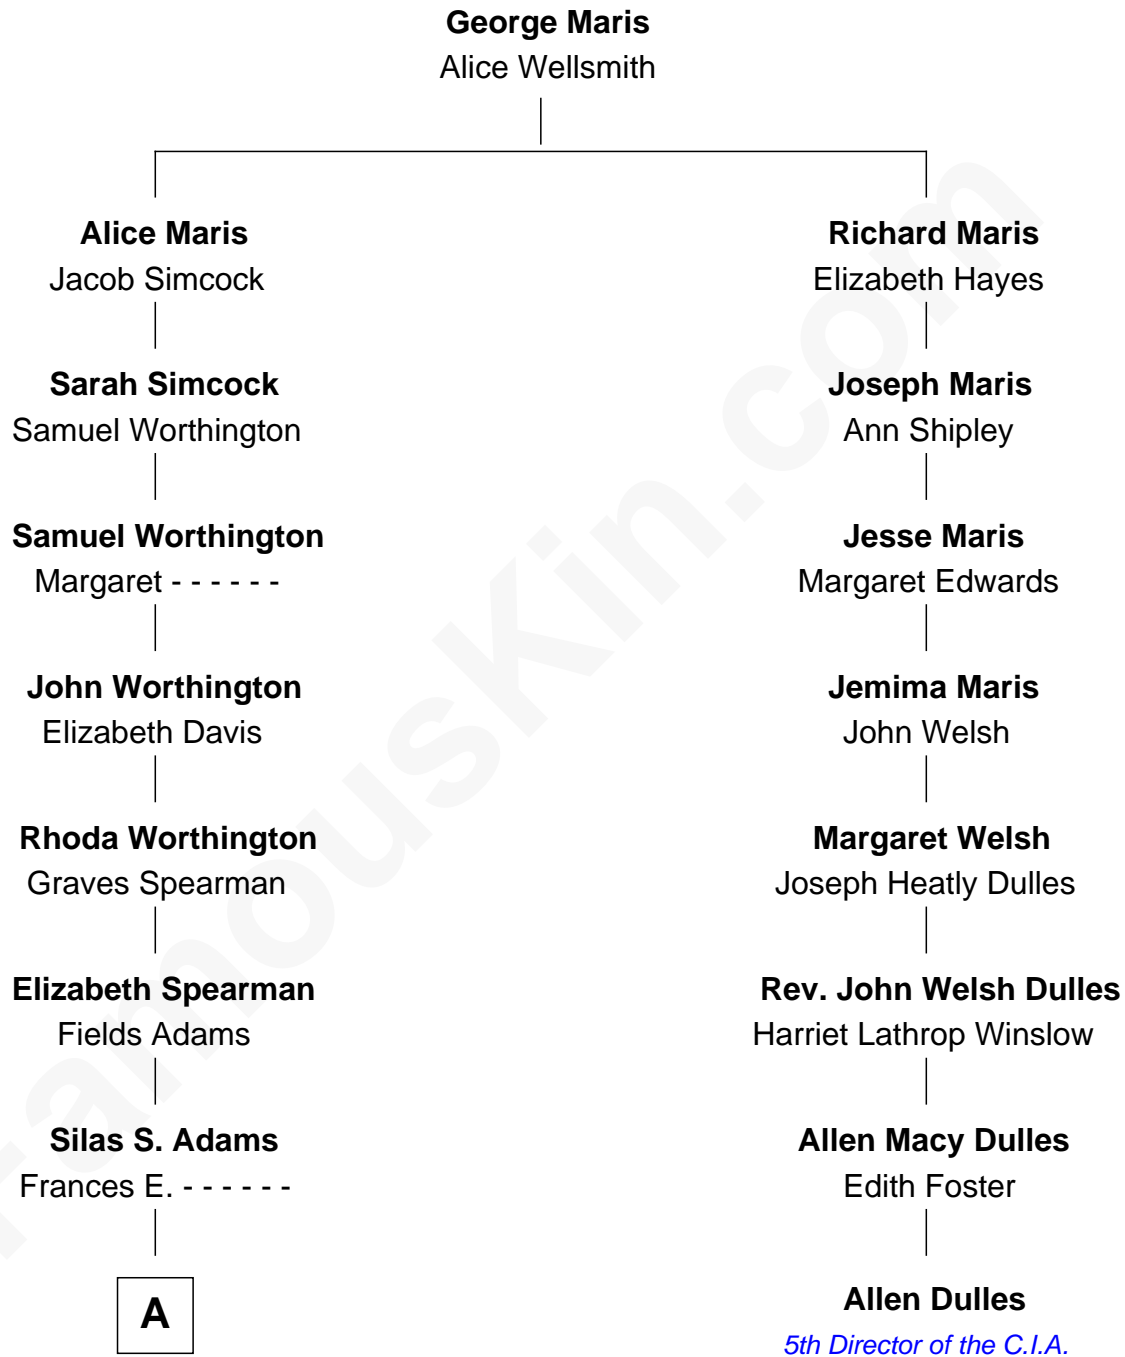 George Maris
Alice Wellsmith
Alice Maris
Jacob Simcock
Richard Maris
Elizabeth Hayes
Sarah Simcock
Samuel Worthington
Joseph Maris
Ann Shipley
Samuel Worthington
Margaret - - - - - -
Jesse Maris
Margaret Edwards
John Worthington
Elizabeth Davis
Jemima Maris
John Welsh
Rhoda Worthington
Graves Spearman
Margaret Welsh
Joseph Heatly Dulles
Elizabeth Spearman
Fields Adams
Rev. John Welsh Dulles
Harriet Lathrop Winslow
Silas S. Adams
Frances E. - - - - - -
Allen Macy Dulles
Edith Foster
A
Allen Dulles
5th Director of the C.I.A.
FamousKin.com